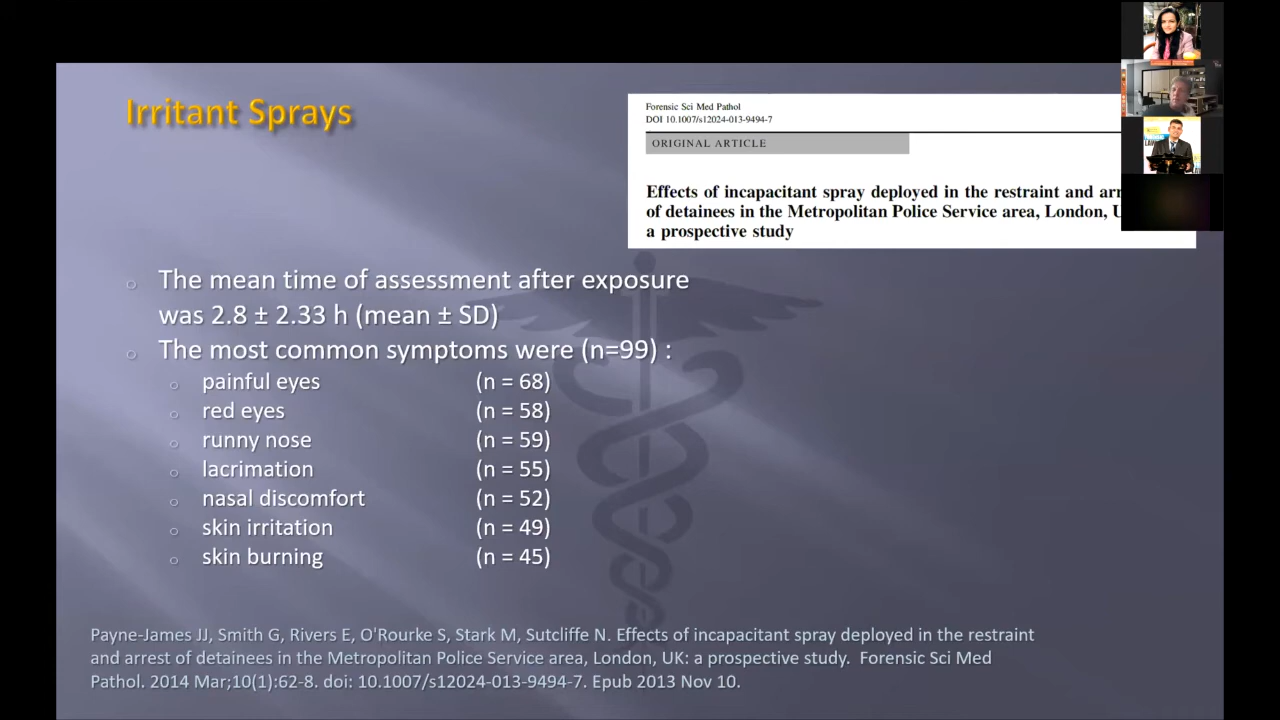 Irritant Sprays
Forensic Sci Med Pathol
DOI 10.1007/s12024-013-9494-7
ORIGINAL ARTICLE
Effects of incapacitant spray deployed in the restraint and arr
of detainees in the Metropolitan Police Service area, London, U
a prospective study
The mean time of assessment after exposure
was 2.8 ± 2.33 h (mean ± SD)
The most common symptoms were (n=99) :
painful eyes (n = 68)
red eyes (n = 58)
runny nose (n = 59)
lacrimation (n = 55)
nasal discomfort (n = 52)
skin irritation (n = 49)
skin burning (n = 45)
Payne-James JJ, Smith G, Rivers E, O'Rourke S, Stark M, Sutcliffe N. Effects of incapacitant spray deployed in the restraint
and arrest of detainees in the Metropolitan Police Service area, London, UK: a prospective study. Forensic Sci Med
Pathol. 2014 Mar;10(1):62-8. doi: 10.1007/s12024-013-9494-7. Epub 2013 Nov 10.